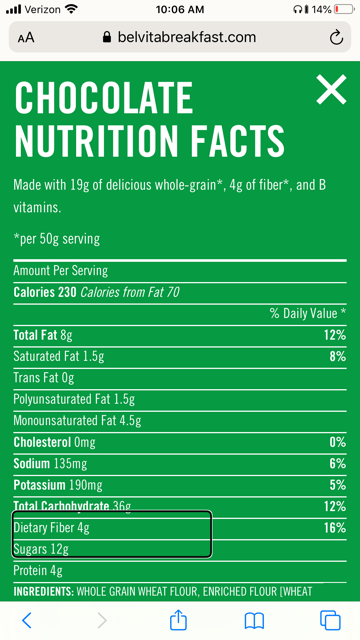 Verizon 10:06 AM 14%
AA belvitabreakfast.com
CHOCOLATE
NUTRITION FACTS
Made with 19g of delicious whole-grain*, 4g of fiber*, and B
vitamins.
*per 50g serving
Amount Per Serving
Calories 230 Calories from Fat 70
% Daily Value *
Total Fat 8g 12%
Saturated Fat 1.5g 8%
Trans Fat 0g
Polyunsaturated Fat 1.5g
Monounsaturated Fat 4.5g
Cholesterol 0mg 0%
Sodium 135mg 6%
Potassium 190mg 5%
Total Carbohydrate 36g 12%
Dietary Fiber 4g 16%
Sugars 12g
Protein 4g
INGREDIENTS: WHOLE GRAIN WHEAT FLOUR, ENRICHED FLOUR [WHEAT